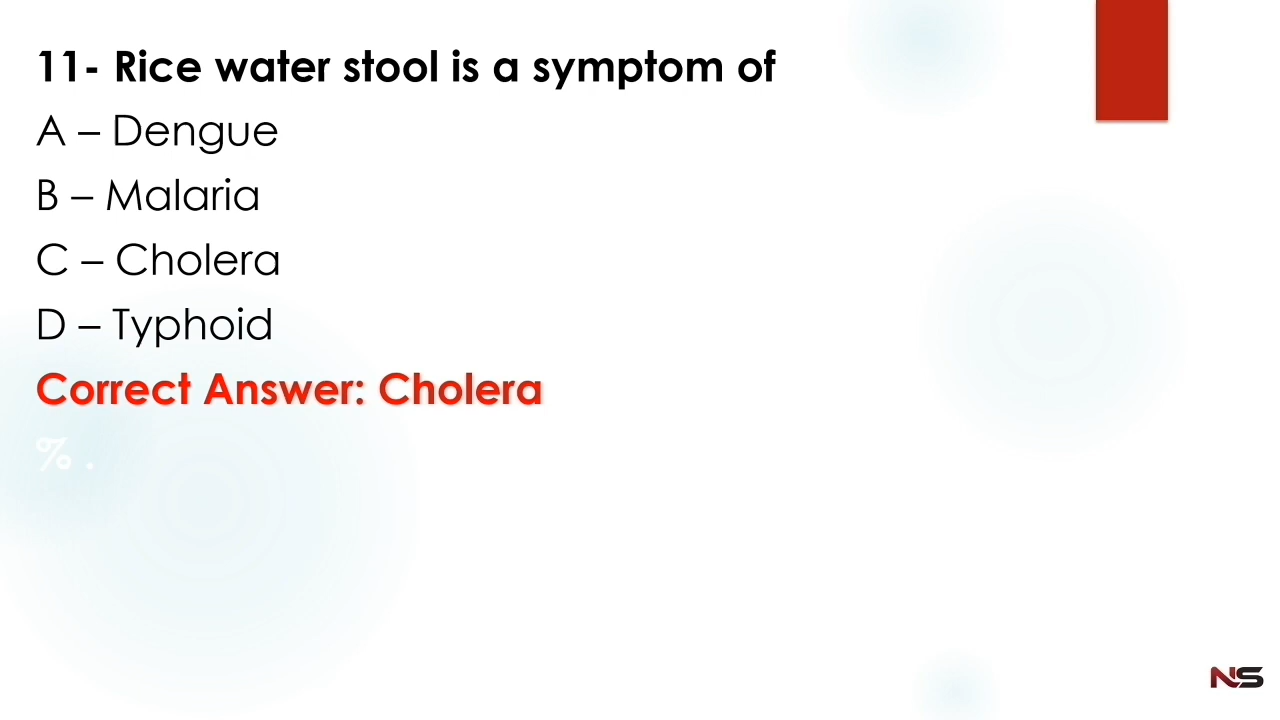 11- Rice water stool is a symptom of
A – Dengue
B – Malaria
C – Cholera
D – Typhoid
Correct Answer: Cholera
% .
NS